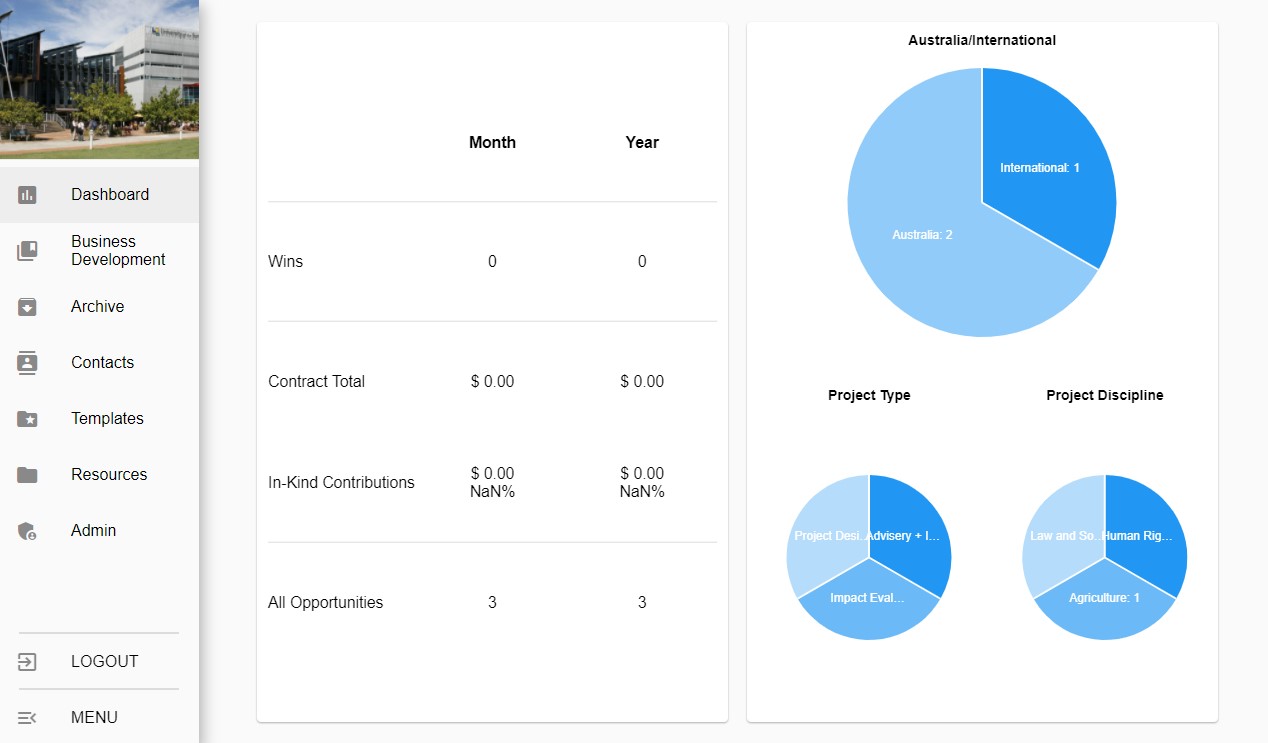 Dashboard
Business
Development
Archive
Contacts
Templates
Resources
Admin
LOGOUT
MENU
Month Year
Wins 0 0
Contract Total $ 0.00 $ 0.00
In-Kind Contributions $ 0.00 $ 0.00
NaN% NaN%
All Opportunities 3 3
Australia/International
International: 1
Australia: 2
Project Type
Project Desi... Advisery + I...
Impact Eval...
Project Discipline
Law and So... Human Rig...
Agriculture: 1